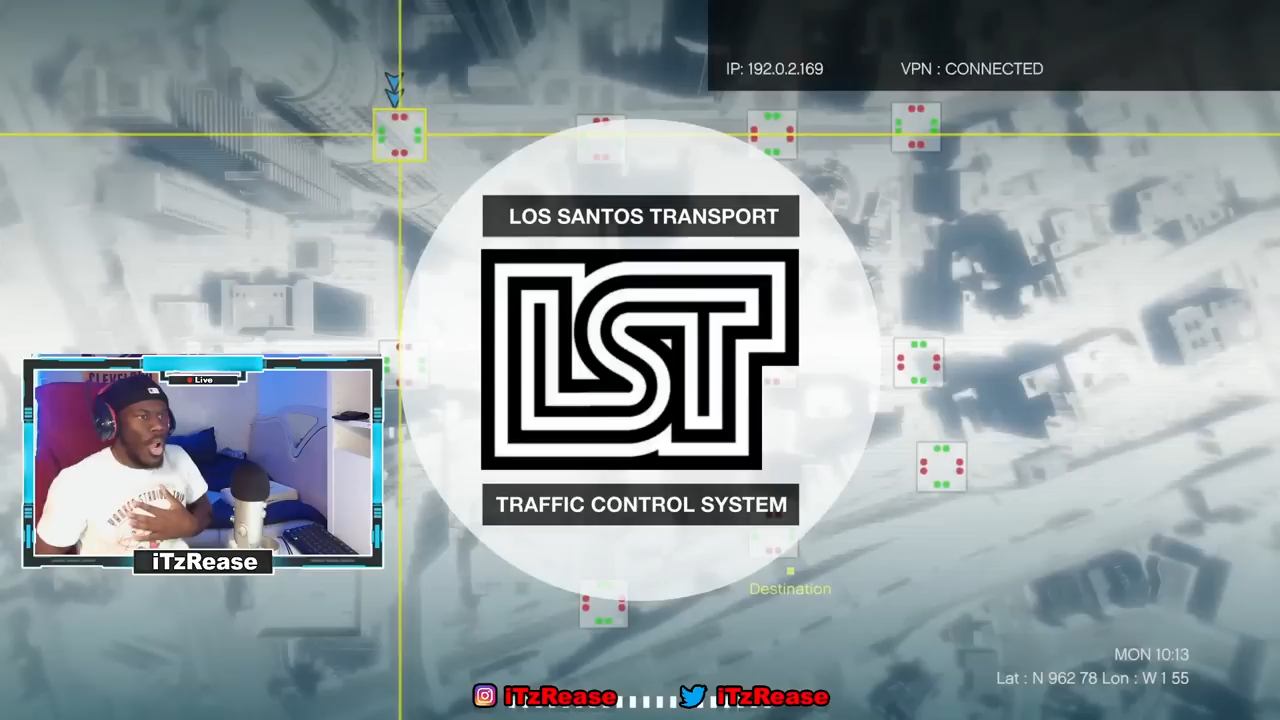 IP: 192.0.2.169
VPN : CONNECTED
LOS SANTOS TRANSPORT
LST
TRAFFIC CONTROL SYSTEM
Live
iTzRease
Destination
MON 10:13
Lat : N 962 78 Lon : W 1 55
iTzRease
iTzRease